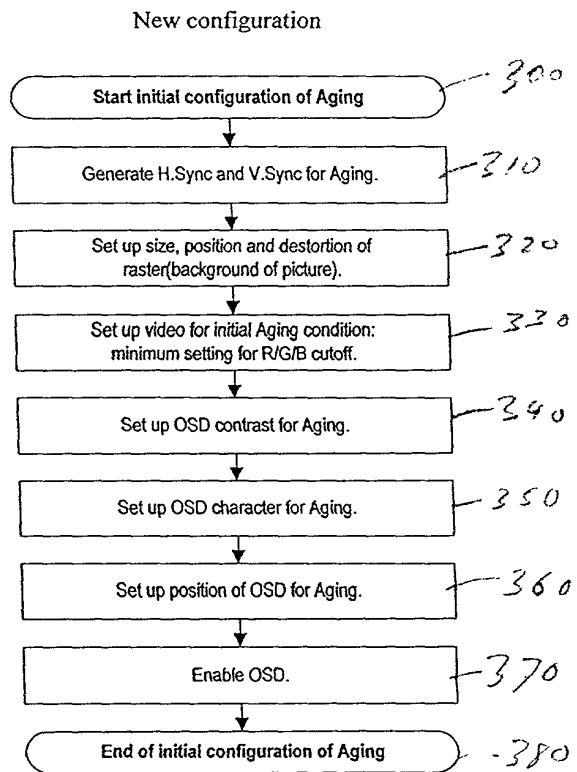 New configuration
Start initial configuration of Aging
300
Generate H.Sync and V.Sync for Aging.
310
Set up size, position and destortion of
raster(background of picture).
320
Set up video for initial Aging condition:
minimum setting for R/G/B cutoff.
330
Set up OSD contrast for Aging.
340
Set up OSD character for Aging.
350
Set up position of OSD for Aging.
360
Enable OSD.
370
End of initial configuration of Aging
380